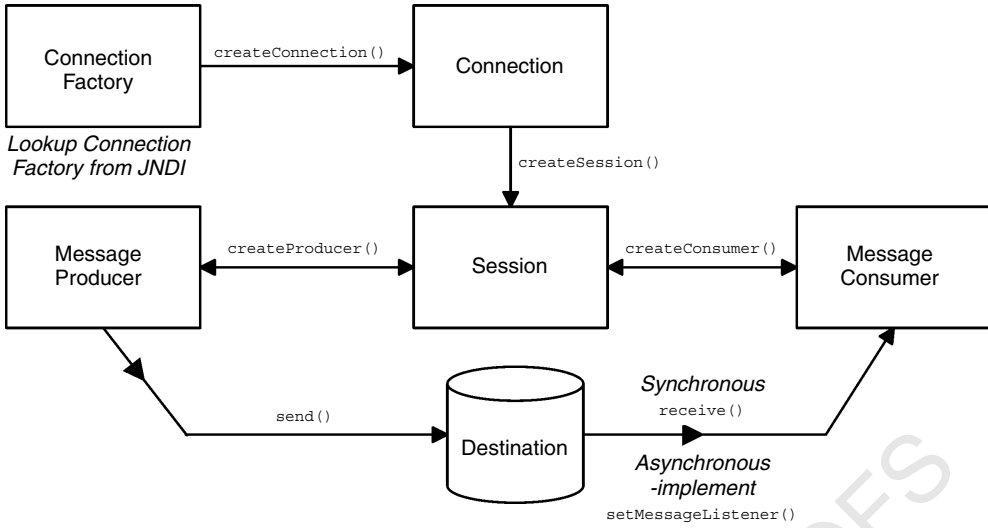 Connection
Factory
createConnection()
Connection
Lookup Connection
Factory from JNDI
createSession()
Message
Producer
createProducer()
Session
createConsumer()
Message
Consumer
send()
Destination
Synchronous
receive()
Asynchronous
-implement
setMessageListener()
OFS